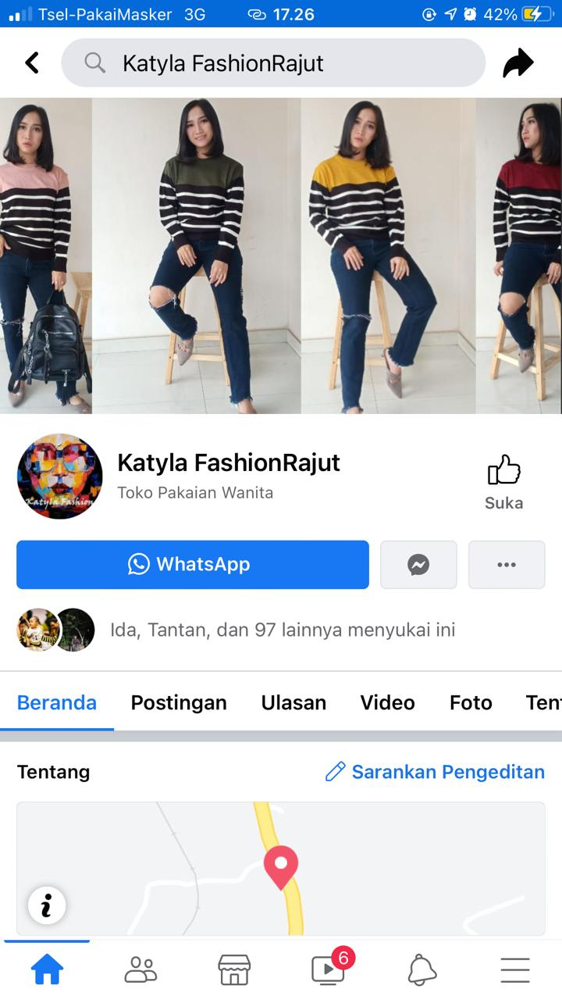 Tsel-PakaiMasker 3G 17.26 42%
Katyla FashionRajut
Katyla FashionRajut
Toko Pakaian Wanita
Katyla Fashion
Suka
WhatsApp
Ida, Tantan, dan 97 lainnya menyukai ini
Beranda Postingan Ulasan Video Foto Ten
Tentang Sarankan Pengeditan
i
6